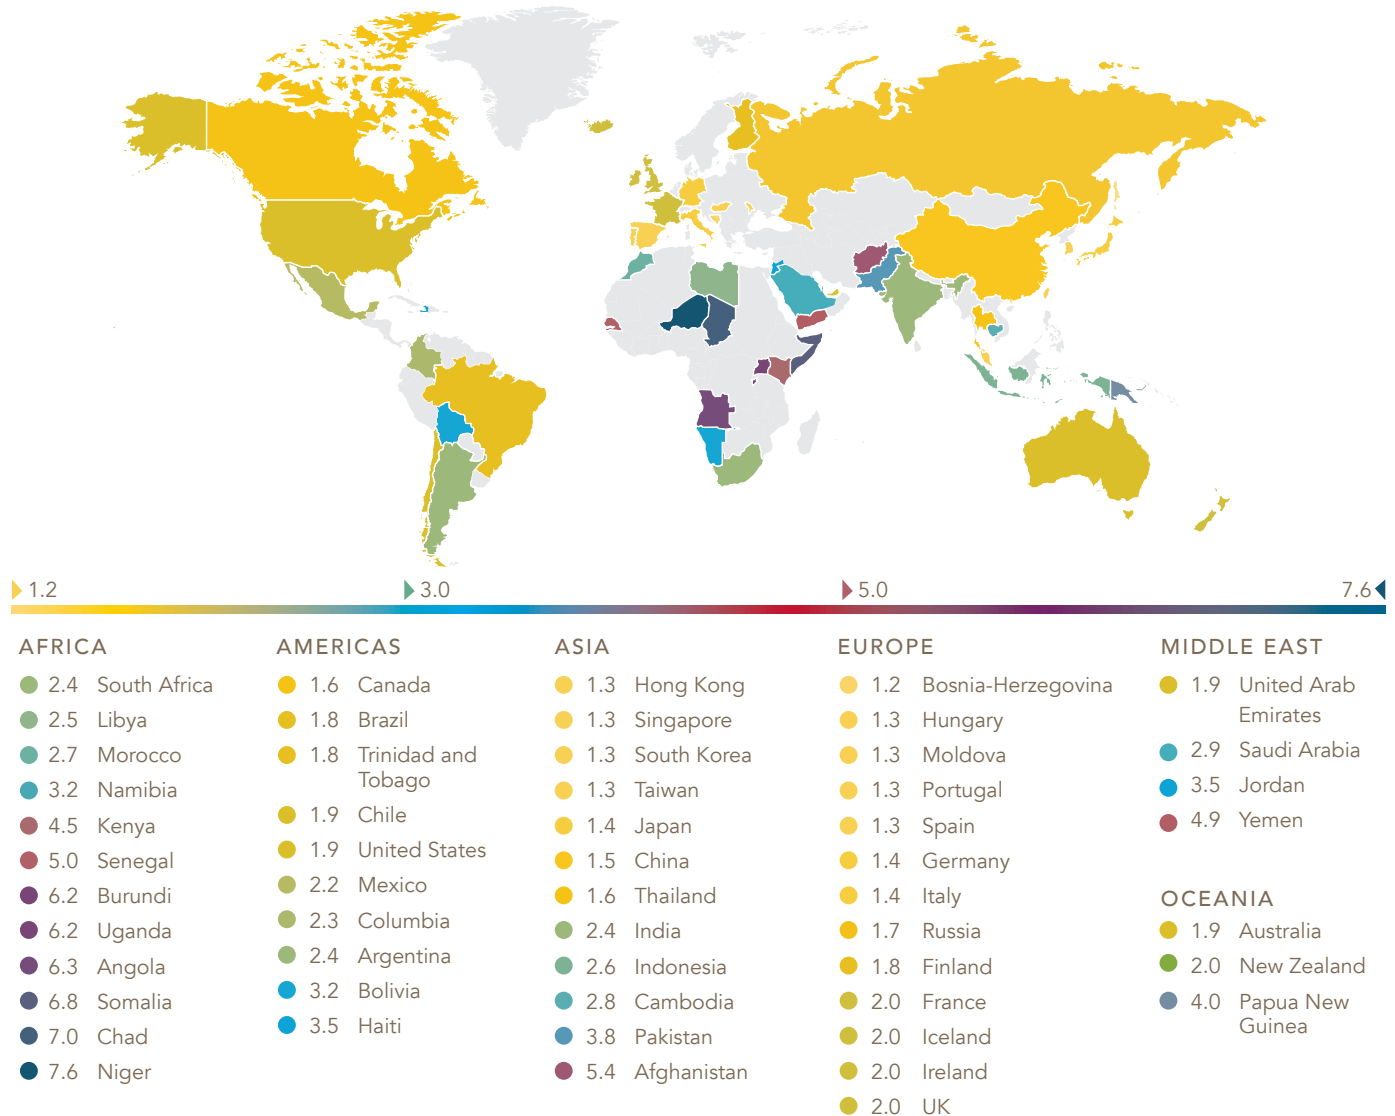 1.2
3.0
5.0
7.6
AFRICA
2.4 South Africa
2.5 Libya
2.7 Morocco
3.2 Namibia
4.5 Kenya
5.0 Senegal
6.2 Burundi
6.2 Uganda
6.3 Angola
6.8 Somalia
7.0 Chad
7.6 Niger
AMERICAS
1.6 Canada
1.8 Brazil
1.8 Trinidad and
Tobago
1.9 Chile
1.9 United States
2.2 Mexico
2.3 Columbia
2.4 Argentina
3.2 Bolivia
3.5 Haiti
ASIA
1.3 Hong Kong
1.3 Singapore
1.3 South Korea
1.3 Taiwan
1.4 Japan
1.5 China
1.6 Thailand
2.4 India
2.6 Indonesia
2.8 Cambodia
3.8 Pakistan
5.4 Afghanistan
EUROPE
1.2 Bosnia-Herzegovina
1.3 Hungary
1.3 Moldova
1.3 Portugal
1.3 Spain
1.4 Germany
1.4 Italy
1.7 Russia
1.8 Finland
2.0 France
2.0 Iceland
2.0 Ireland
2.0 UK
MIDDLE EAST
1.9 United Arab
Emirates
2.9 Saudi Arabia
3.5 Jordan
4.9 Yemen
OCEANIA
1.9 Australia
2.0 New Zealand
4.0 Papua New
Guinea